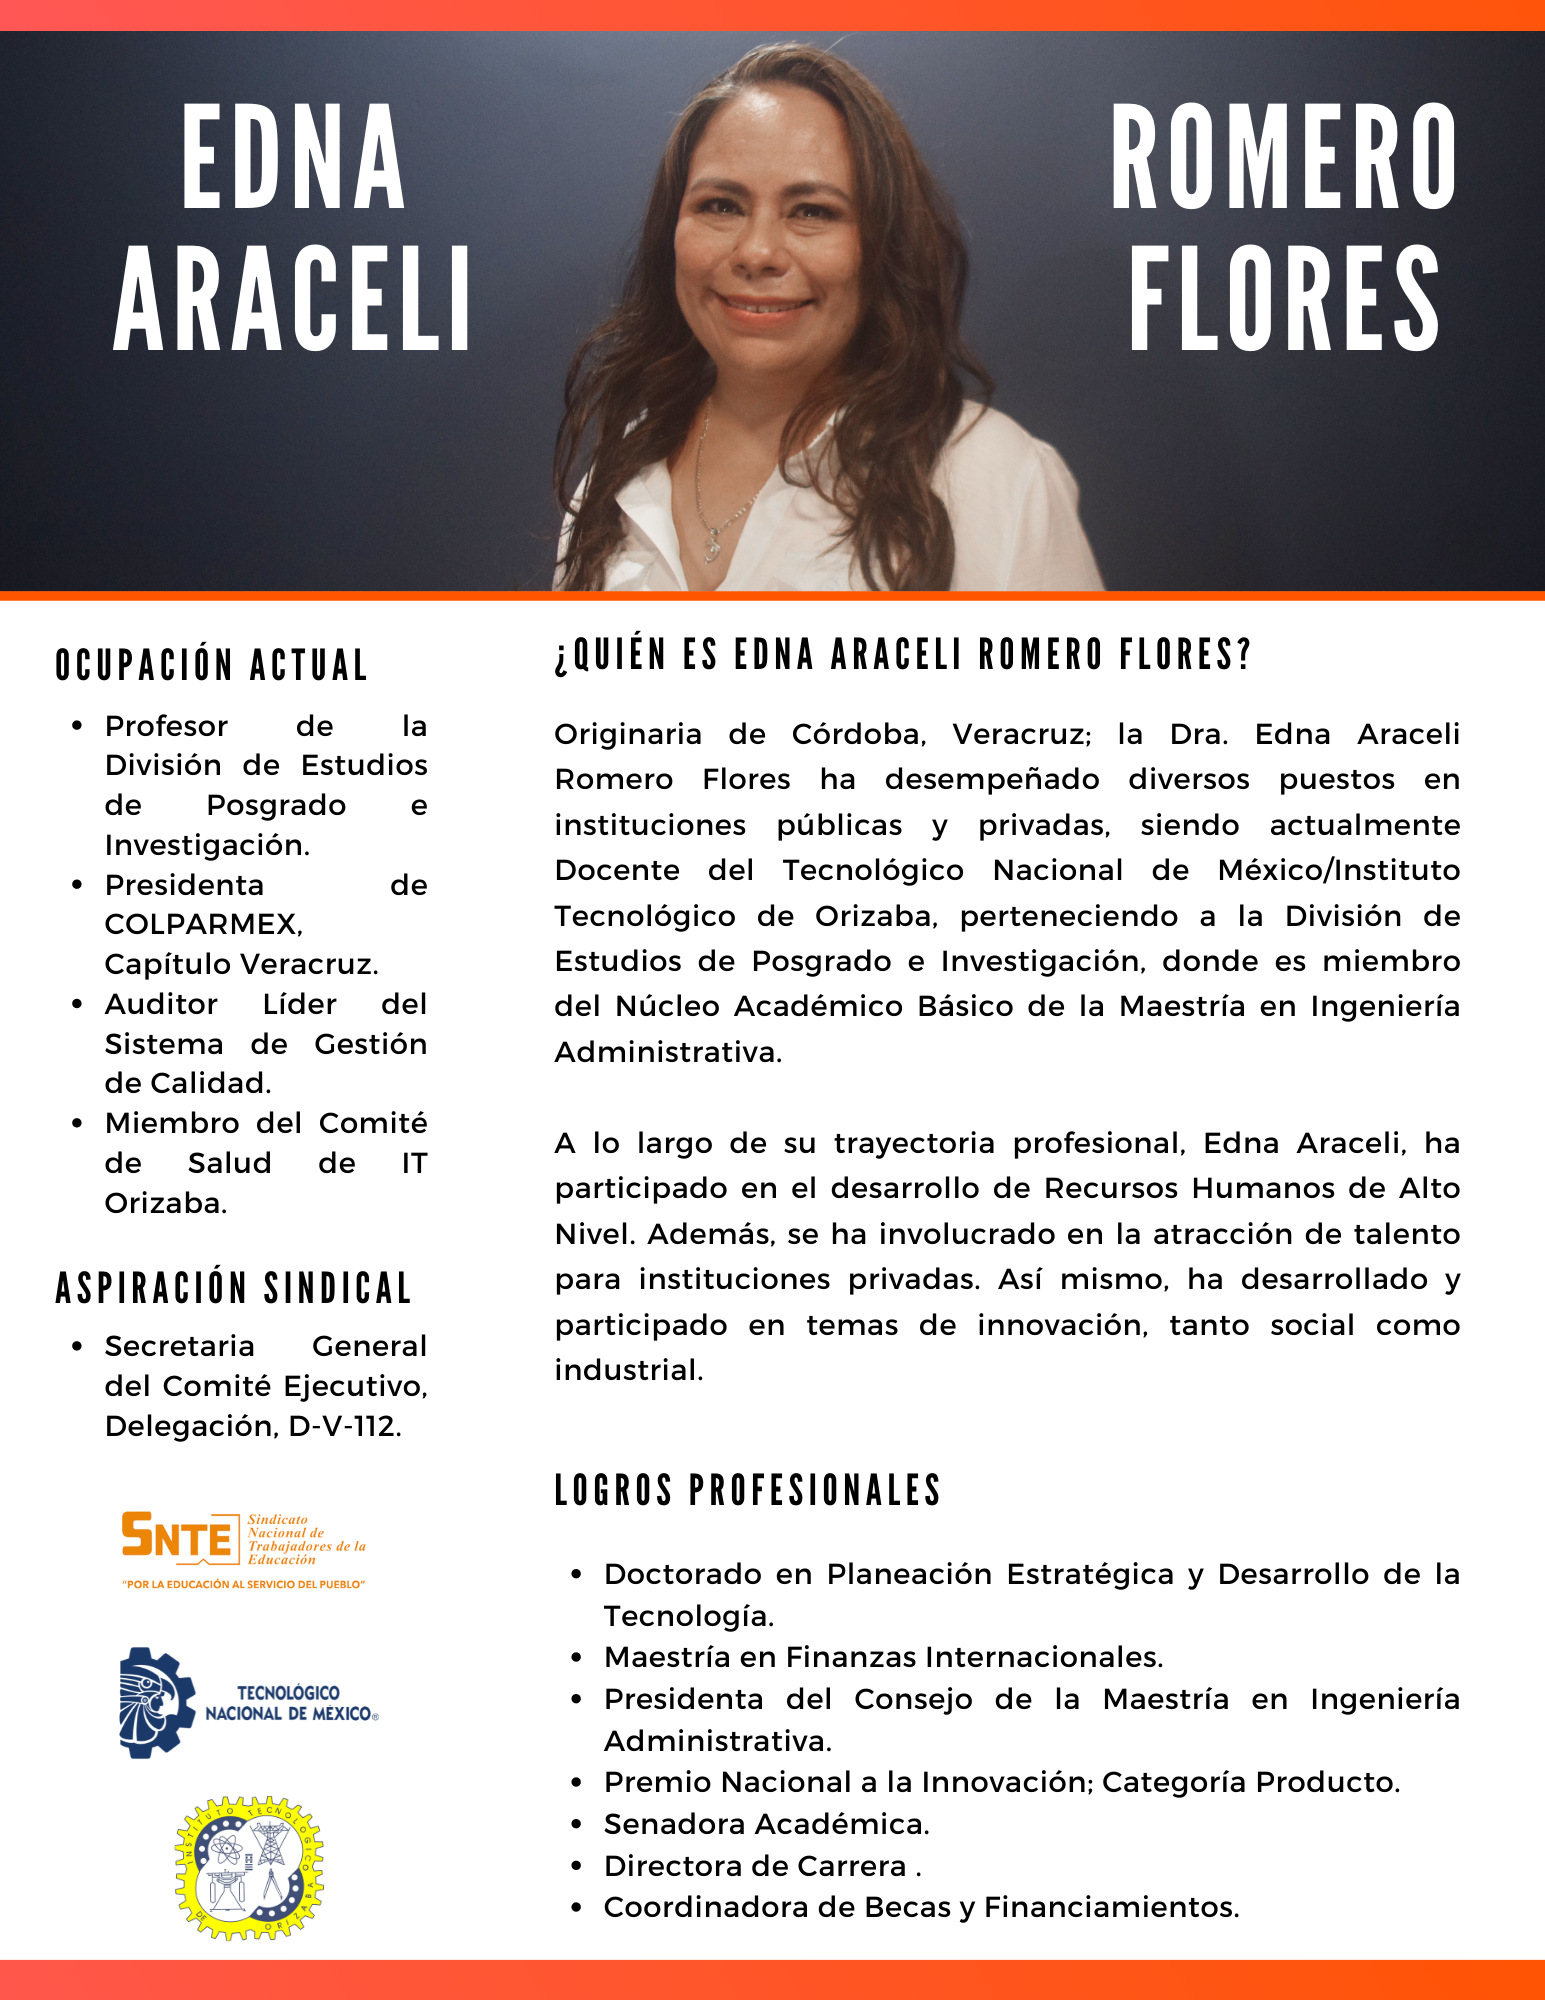 EDNA
ARACELI
ROMERO
FLORES
OCUPACIÓN ACTUAL
• Profesor de la
División de Estudios
de Posgrado e
Investigación.
• Presidenta de
COLPARMEX,
Capítulo Veracruz.
• Auditor Líder del
Sistema de Gestión
de Calidad.
• Miembro del Comité
de Salud de IT
Orizaba.
ASPIRACIÓN SINDICAL
• Secretaria General
del Comité Ejecutivo,
Delegación, D-V-112.
SNTE
Sindicato
Nacional de
Trabajadores de la
Educación
"POR LA EDUCACIÓN AL SERVICIO DEL PUEBLO"
TECNOLÓGICO
NACIONAL DE MÉXICO®
INSTITUTO TECNOLOGICO
DE ORIZABA
¿QUIÉN ES EDNA ARACELI ROMERO FLORES?
Originaria de Córdoba, Veracruz; la Dra. Edna Araceli
Romero Flores ha desempeñado diversos puestos en
instituciones públicas y privadas, siendo actualmente
Docente del Tecnológico Nacional de México/Instituto
Tecnológico de Orizaba, perteneciendo a la División de
Estudios de Posgrado e Investigación, donde es miembro
del Núcleo Académico Básico de la Maestría en Ingeniería
Administrativa.
A lo largo de su trayectoria profesional, Edna Araceli, ha
participado en el desarrollo de Recursos Humanos de Alto
Nivel. Además, se ha involucrado en la atracción de talento
para instituciones privadas. Así mismo, ha desarrollado y
participado en temas de innovación, tanto social como
industrial.
LOGROS PROFESIONALES
• Doctorado en Planeación Estratégica y Desarrollo de la
Tecnología.
• Maestría en Finanzas Internacionales.
• Presidenta del Consejo de la Maestría en Ingeniería
Administrativa.
• Premio Nacional a la Innovación; Categoría Producto.
• Senadora Académica.
• Directora de Carrera .
• Coordinadora de Becas y Financiamientos.